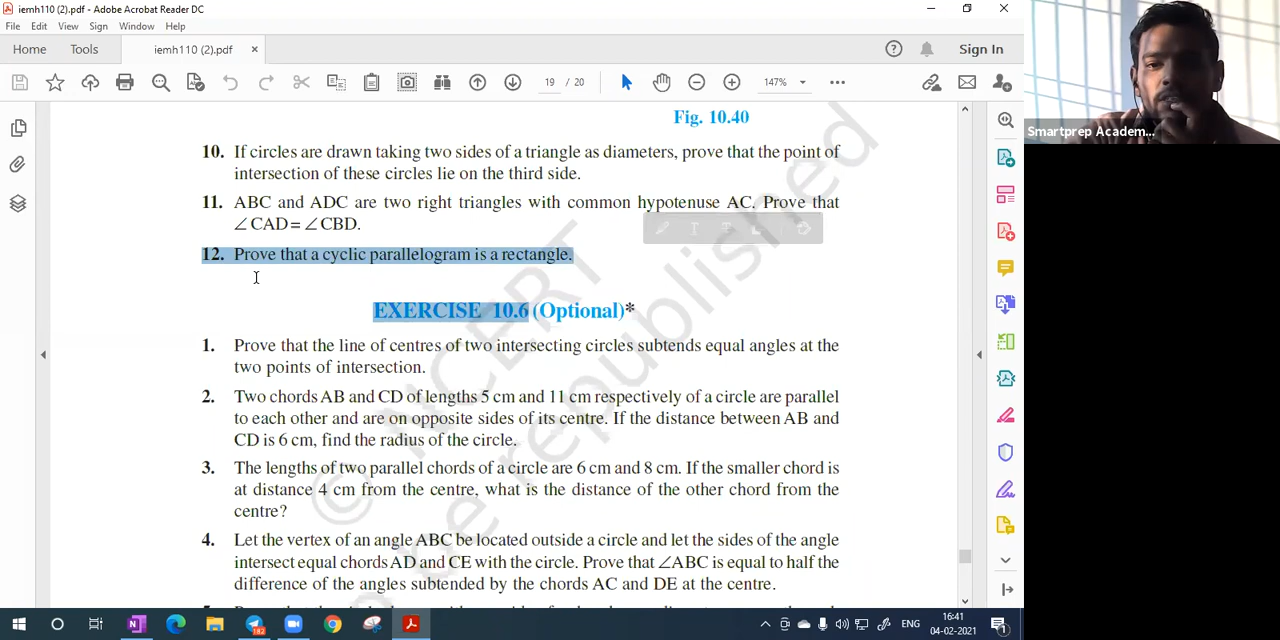 iemh110 (2).pdf - Adobe Acrobat Reader DC
File Edit View Sign Window Help
Home Tools iemh110 (2).pdf × Sign In
19 / 20 147%
Smartprep Academ...
Fig. 10.40
10. If circles are drawn taking two sides of a triangle as diameters, prove that the point of
intersection of these circles lie on the third side.
11. ABC and ADC are two right triangles with common hypotenuse AC. Prove that
∠CAD = ∠CBD.
12. Prove that a cyclic parallelogram is a rectangle.
EXERCISE 10.6 (Optional)*
1. Prove that the line of centres of two intersecting circles subtends equal angles at the
two points of intersection.
2. Two chords AB and CD of lengths 5 cm and 11 cm respectively of a circle are parallel
to each other and are on opposite sides of its centre. If the distance between AB and
CD is 6 cm, find the radius of the circle.
3. The lengths of two parallel chords of a circle are 6 cm and 8 cm. If the smaller chord is
at distance 4 cm from the centre, what is the distance of the other chord from the
centre?
4. Let the vertex of an angle ABC be located outside a circle and let the sides of the angle
intersect equal chords AD and CE with the circle. Prove that ∠ABC is equal to half the
difference of the angles subtended by the chords AC and DE at the centre.
© NCERT
be republished
182
ENG
16:41
04-02-2021
1